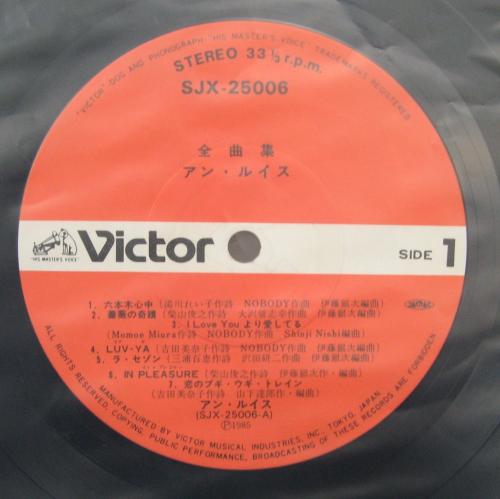 "VICTOR" DOG AND PHONOGRAPH "HIS MASTER'S VOICE" TRADEMARKS REGISTERED
STEREO 33 ⅓ r.p.m.
SJX-25006
全曲集
アン・ルイス
"HIS MASTER'S VOICE"
Victor
SIDE 1
1. 六本木心中 (湯川れい子作詩 NOBODY作曲 伊藤銀次編曲)
2. 薔薇の奇蹟 (柴山俊之作詩 大沢誉志幸作曲 伊藤銀次編曲)
3. I Love You より愛してる
(Momoe Miura作詩 NOBODY作曲 Shinji Nishi編曲)
4. LUV-YA (吉田美奈子作詩 NOBODY作曲 伊藤銀次編曲)
5. ラ・セゾン (三浦百恵作詩 沢田研二作曲 伊藤銀次編曲)
6. IN PLEASURE (柴山俊之作詩 伊藤銀次作・編曲)
7. 恋のブギ・ウギ・トレイン
(吉田美奈子作詩 山下達郎作・編曲)
アン・ルイス
(SJX-25006-A)
Ⓟ1985
ALL RIGHTS RESERVED, COPYING, PUBLIC PERFORMANCE, BROADCASTING OF THESE RECORDS ARE FORBIDDEN
MANUFACTURED BY VICTOR MUSICAL INDUSTRIES, INC., TOKYO, JAPAN.